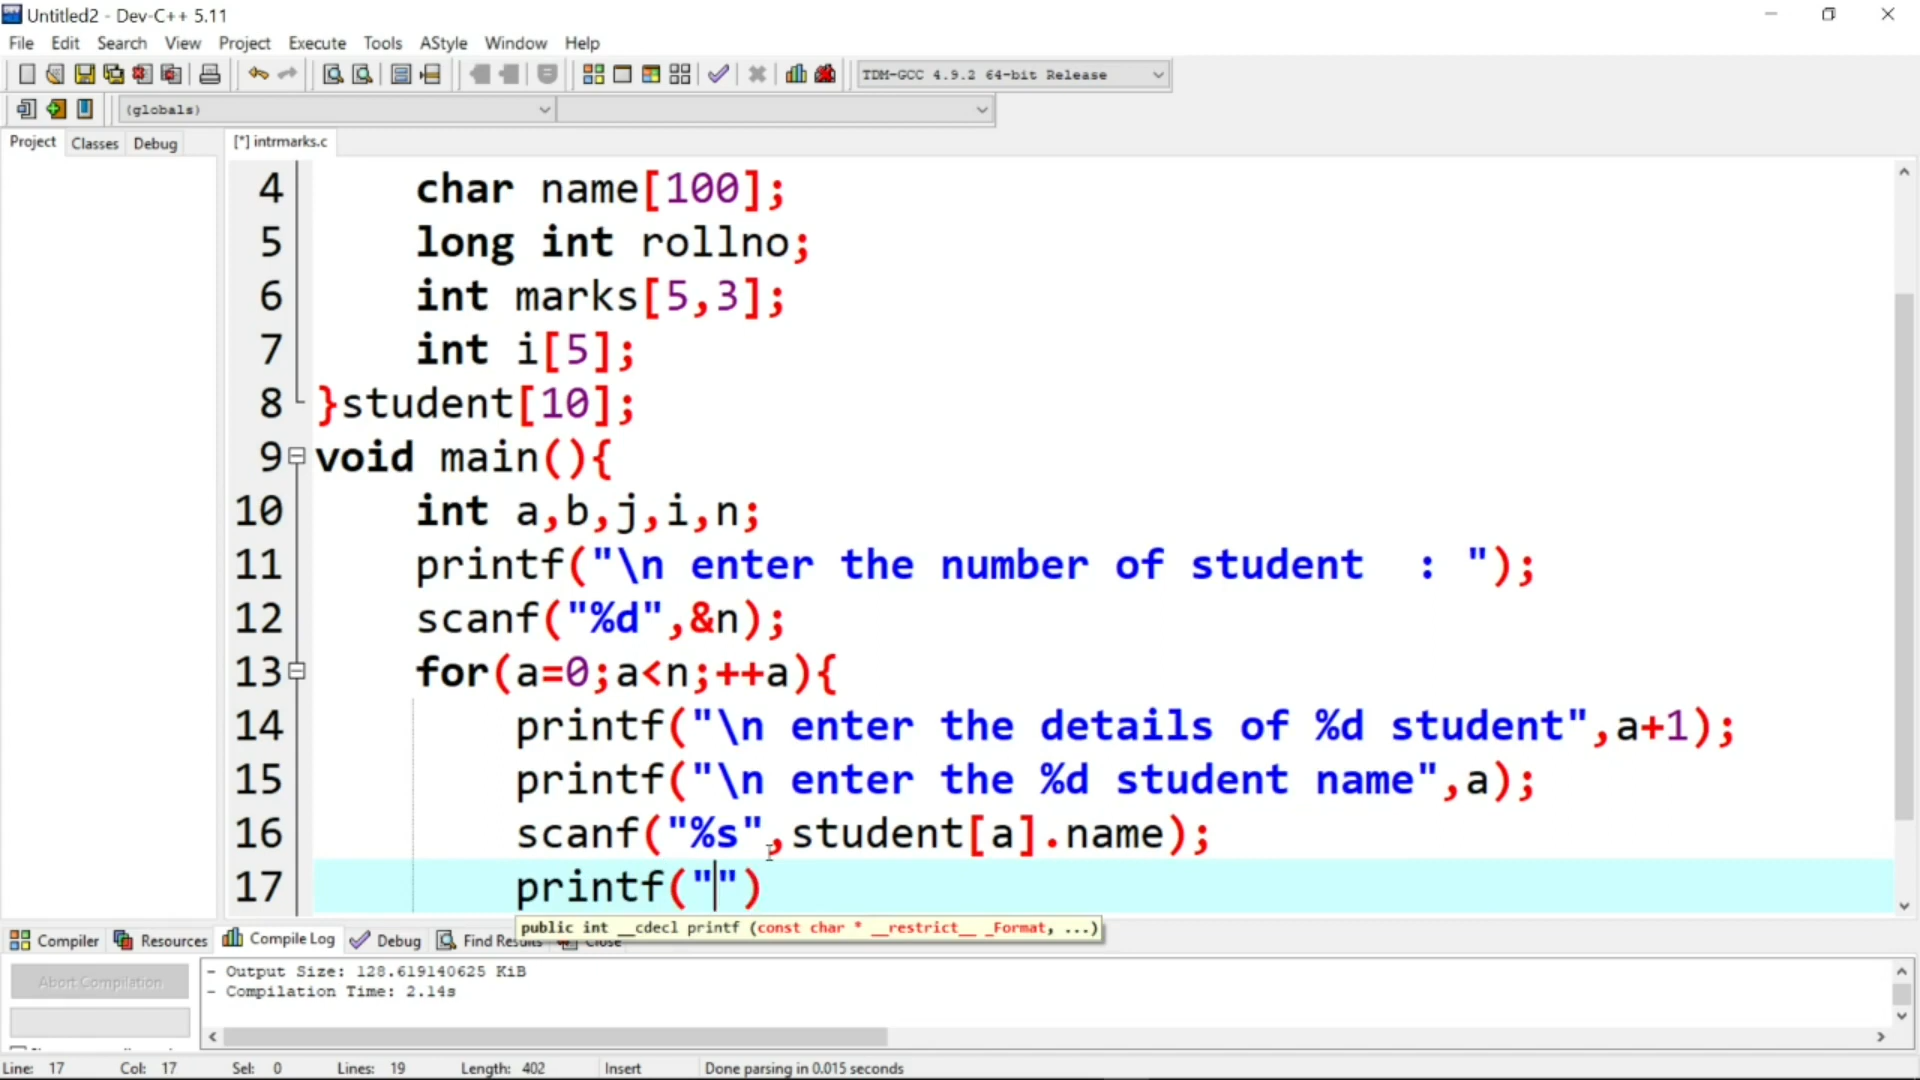 Untitled2 - Dev-C++ 5.11
File Edit Search View Project Execute Tools AStyle Window Help
TDM-GCC 4.9.2 64-bit Release
(globals)
Project Classes Debug [*] intrmarks.c
4 char name[100];
5 long int rollno;
6 int marks[5,3];
7 int i[5];
8 }student[10];
9 void main(){
10 int a,b,j,i,n;
11 printf("\n enter the number of student  : ");
12 scanf("%d",&n);
13 for(a=0;a<n;++a){
14 printf("\n enter the details of %d student",a+1);
15 printf("\n enter the %d student name",a);
16 scanf("%s",student[a].name);
17 printf("")
public int __cdecl printf (const char * __restrict__ _Format, ...)
Compiler Resources Compile Log Debug Find Results Close
Abort Compilation
- Output Size: 128.619140625 KiB
- Compilation Time: 2.14s
Line: 17 Col: 17 Sel: 0 Lines: 19 Length: 402 Insert Done parsing in 0.015 seconds